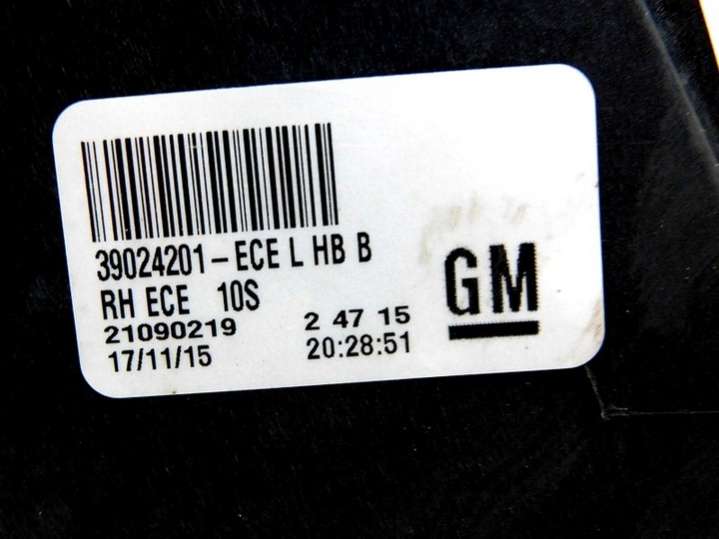 39024201-ECE L HB B
RH ECE 10S
21090219 2 47 15
17/11/15 20:28:51
GM